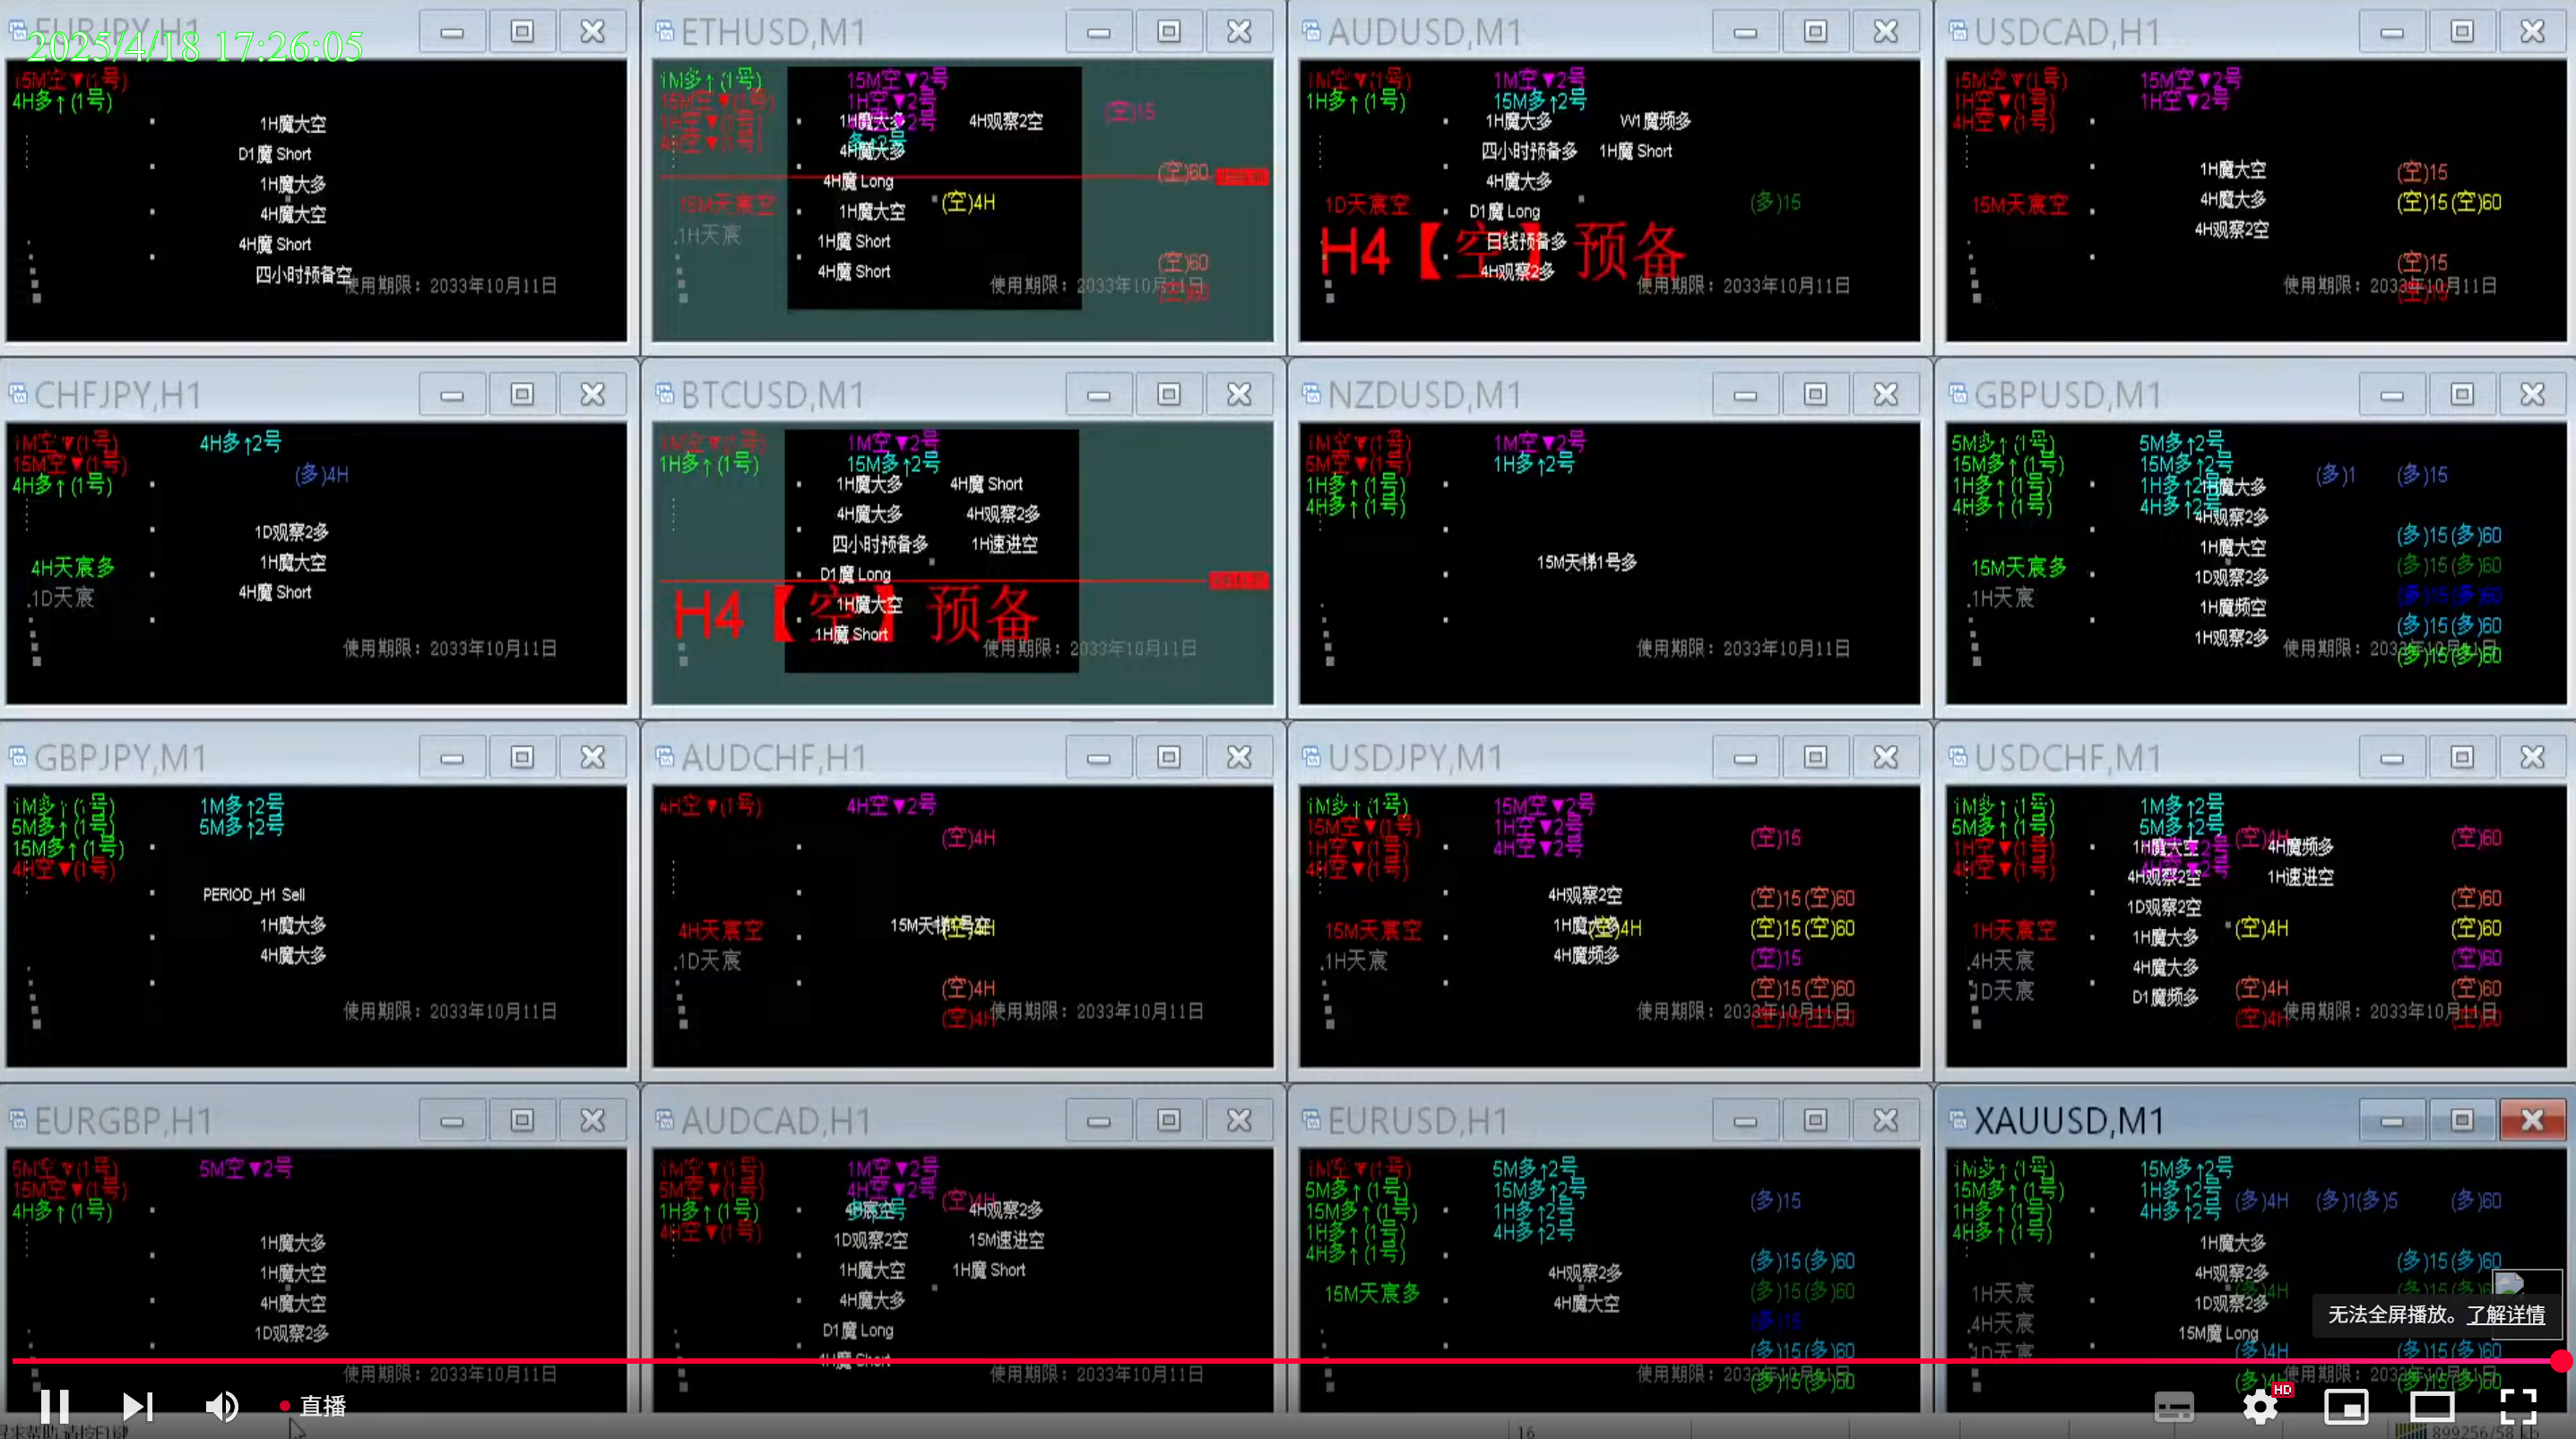 EURJPY,H1
2025/4/18 17:26:05
15M空▼(1号)
4H多↑(1号)
1H魔大空
D1魔 Short
1H魔大多
4H魔大空
4H魔 Short
四小时预备空
使用期限：2033年10月11日
ETHUSD,M1
1M多↑(1号)
15M空▼(1号)
1H空▼(1号)
4H空▼(1号)
15M空▼2号
1H空▼2号
1H魔大多
4H观察2空
(空)15
4H魔大多
4H魔 Long
(空)60
15M天宸空
1H魔大空
(空)4H
.1H天宸
1H魔 Short
(空)60
4H魔 Short
使用期限：2033年10月11日
(空)60
AUDUSD,M1
1M空▼(1号)
1H多↑(1号)
1M空▼2号
15M多↑2号
1H魔大多
W1魔频多
四小时预备多
1H魔 Short
4H魔大多
1D天宸空
D1魔 Long
(多)15
日线预备多
H4【空】预备
4H观察2多
使用期限：2033年10月11日
USDCAD,H1
15M空▼(1号)
1H空▼(1号)
4H空▼(1号)
15M空▼2号
1H空▼2号
1H魔大空
(空)15
15M天宸空
4H魔大多
(空)15(空)60
4H观察2空
(空)15
使用期限：2033年10月11日
(空)15
CHFJPY,H1
1M空▼(1号)
15M空▼(1号)
4H多↑(1号)
4H多↑2号
(多)4H
1D观察2多
4H天宸多
1H魔大空
.1D天宸
4H魔 Short
使用期限：2033年10月11日
BTCUSD,M1
1M空▼(1号)
1H多↑(1号)
1M空▼2号
15M多↑2号
1H魔大多
4H魔 Short
4H魔大多
4H观察2多
四小时预备多
1H速进空
D1魔 Long
1H魔大空
H4【空】预备
1H魔 Short
使用期限：2033年10月11日
NZDUSD,M1
1M空▼(1号)
5M空▼(1号)
1H多↑(1号)
4H多↑(1号)
1M空▼2号
1H多↑2号
15M天梯1号多
使用期限：2033年10月11日
GBPUSD,M1
5M多↑(1号)
15M多↑(1号)
1H多↑(1号)
4H多↑(1号)
5M多↑2号
15M多↑2号
1H多↑2号
4H多↑2号
(多)1
(多)15
1H魔大多
4H观察2多
1H魔大空
(多)15(多)60
15M天宸多
1D观察2多
(多)15(多)60
.1H天宸
1H魔频空
(多)15(多)60
1H观察2多
(多)15(多)60
使用期限：2033年10月11日
(多)15(多)60
GBPJPY,M1
1M多↑(1号)
5M多↑(1号)
15M多↑(1号)
4H空▼(1号)
1M多↑2号
5M多↑2号
PERIOD_H1 Sell
1H魔大多
4H魔大多
使用期限：2033年10月11日
AUDCHF,H1
4H空▼(1号)
4H空▼2号
(空)4H
4H天宸空
15M天梯1号空
(空)4H
.1D天宸
(空)4H
(空)4H
使用期限：2033年10月11日
USDJPY,M1
1M多↑(1号)
15M空▼(1号)
1H空▼(1号)
4H空▼(1号)
15M空▼2号
1H空▼2号
4H空▼2号
(空)15
4H观察2空
(空)15(空)60
15M天宸空
1H魔大多
(空)4H
(空)15(空)60
.1H天宸
4H魔频多
(空)15
(空)15(空)60
使用期限：2033年10月11日
(空)15(空)60
USDCHF,M1
1M多↑(1号)
5M多↑(1号)
1H空▼(1号)
4H空▼(1号)
1M多↑2号
5M多↑2号
(空)4H
(空)60
1H魔大空
4H魔频多
4H观察2空
1H速进空
1D观察2空
(空)60
1H天宸空
1H魔大多
(空)4H
(空)60
.4H天宸
4H魔大多
(空)60
.1D天宸
D1魔频多
(空)4H
(空)60
(空)4H
使用期限：2033年10月11日
(空)60
EURGBP,H1
5M空▼(1号)
15M空▼(1号)
4H多↑(1号)
5M空▼2号
1H魔大多
1H魔大空
4H魔大空
1D观察2多
使用期限：2033年10月11日
AUDCAD,H1
1M空▼(1号)
5M空▼(1号)
1H多↑(1号)
4H空▼(1号)
1M空▼2号
4H空▼2号
(空)4H
4H观察2多
1D观察2空
15M速进空
1H魔大空
1H魔 Short
4H魔大多
D1魔 Long
4H魔 Short
使用期限：2033年10月11日
EURUSD,H1
1M空▼(1号)
5M多↑(1号)
15M多↑(1号)
1H多↑(1号)
4H多↑(1号)
5M多↑2号
15M多↑2号
1H多↑2号
4H多↑2号
(多)15
4H观察2多
(多)15(多)60
15M天宸多
4H魔大空
(多)15(多)60
(多)15
(多)15(多)60
使用期限：2033年10月11日
(多)15(多)60
XAUUSD,M1
1M多↑(1号)
15M多↑(1号)
1H多↑(1号)
4H多↑(1号)
15M多↑2号
1H多↑2号
4H多↑2号
(多)4H
(多)1(多)5
(多)60
1H魔大多
4H观察2多
(多)15(多)60
.1H天宸
1D观察2多
.4H天宸
15M魔 Long
.1D天宸
(多)4H
(多)15(多)60
(多)4H
使用期限：2033年10月11日
(多)15(多)60
无法全屏播放。了解详情
直播
HD
寻求帮助,请按F1键
16
899256/58 kb